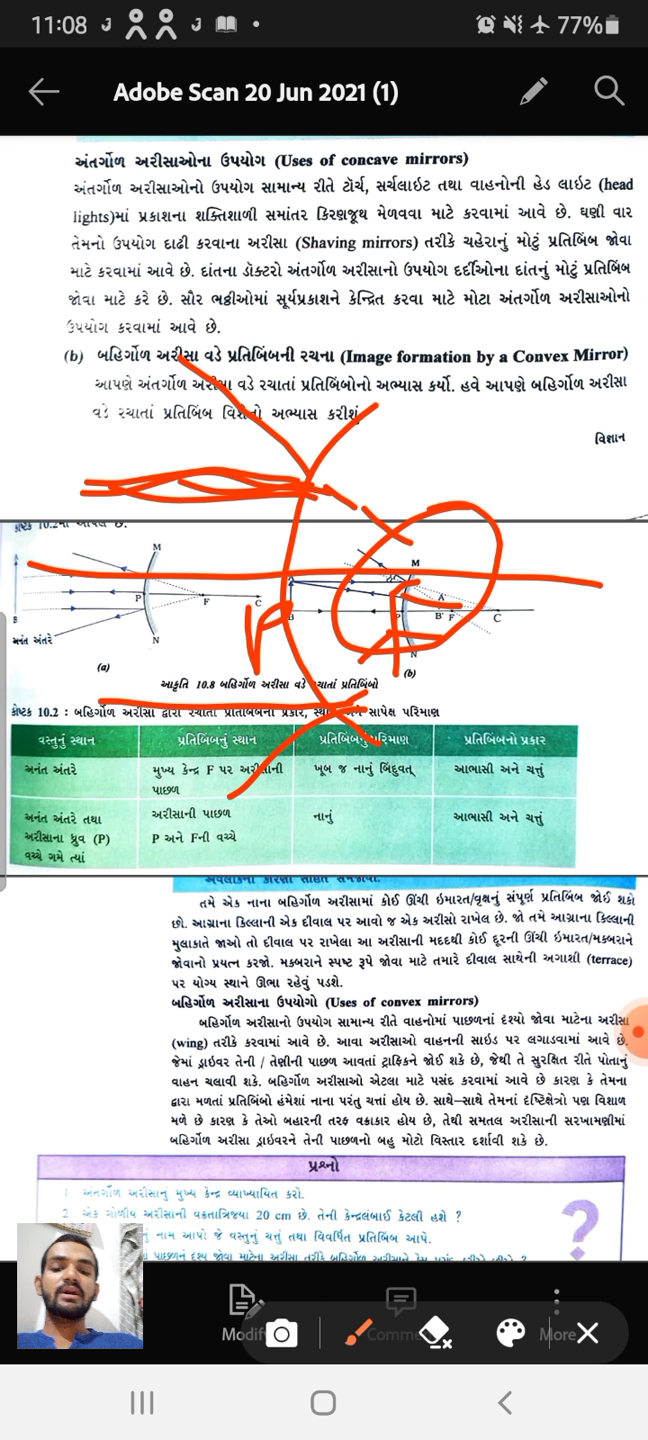 11:08
77%
Adobe Scan 20 Jun 2021 (1)
અંતર્ગોળ અરીસાઓના ઉપયોગ (Uses of concave mirrors)
અંતર્ગોળ અરીસાઓનો ઉપયોગ સામાન્ય રીતે ટૉર્ચ, સર્ચલાઇટ તથા વાહનોની હેડ લાઇટ (head
lights)માં પ્રકાશના શક્તિશાળી સમાંતર કિરણજૂથ મેળવવા માટે કરવામાં આવે છે. ઘણી વાર
તેમનો ઉપયોગ દાઢી કરવાના અરીસા (Shaving mirrors) તરીકે ચહેરાનું મોટું પ્રતિબિંબ જોવા
માટે કરવામાં આવે છે. દાંતના ડૉક્ટરો અંતર્ગોળ અરીસાનો ઉપયોગ દર્દીઓના દાંતનું મોટું પ્રતિબિંબ
જોવા માટે કરે છે. સૌર ભઠ્ઠીઓમાં સૂર્યપ્રકાશને કેન્દ્રિત કરવા માટે મોટા અંતર્ગોળ અરીસાઓનો
ઉપયોગ કરવામાં આવે છે.
(b) બહિર્ગોળ અરીસા વડે પ્રતિબિંબની રચના (Image formation by a Convex Mirror)
આપણે અંતર્ગોળ અરીસા વડે રચાતાં પ્રતિબિંબોનો અભ્યાસ કર્યો. હવે આપણે બહિર્ગોળ અરીસા
વડે રચાતાં પ્રતિબિંબ વિશેનો અભ્યાસ કરીશું
વિજ્ઞાન
A M P F C B N
અનંત અંતરે
(a)
M A' B P B' F C N
(b)
આકૃતિ 10.8 બહિર્ગોળ અરીસા વડે રચાતાં પ્રતિબિંબો
કોષ્ટક 10.2 : બહિર્ગોળ અરીસા દ્વારા રચાતા પ્રતિબિંબના પ્રકાર, સાપેક્ષ પરિમાણ
વસ્તુનું સ્થાન પ્રતિબિંબનું સ્થાન પ્રતિબિંબનું પરિમાણ પ્રતિબિંબનો પ્રકાર
અનંત અંતરે મુખ્ય કેન્દ્ર F પર અરીસાની પાછળ ખૂબ જ નાનું બિંદુવત્ આભાસી અને ચત્તું
અનંત અંતરે તથા અરીસાના ધ્રુવ (P) વચ્ચે ગમે ત્યાં અરીસાની પાછળ P અને Fની વચ્ચે નાનું આભાસી અને ચત્તું
તમે એક નાના બહિર્ગોળ અરીસામાં કોઈ ઊંચી ઇમારત/વૃક્ષનું સંપૂર્ણ પ્રતિબિંબ જોઈ શકો
છો. આગ્રાના કિલ્લાની એક દીવાલ પર આવો જ એક અરીસો રાખેલ છે. જો તમે આગ્રાના કિલ્લાની
મુલાકાતે જાઓ તો દીવાલ પર રાખેલા આ અરીસાની મદદથી કોઈ દૂરની ઊંચી ઇમારત/મકબરાને
જોવાનો પ્રયત્ન કરજો. મકબરાને સ્પષ્ટ રૂપે જોવા માટે તમારે દીવાલ સાથેની અગાશી (terrace)
પર યોગ્ય સ્થાને ઊભા રહેવું પડશે.
બહિર્ગોળ અરીસાના ઉપયોગો (Uses of convex mirrors)
બહિર્ગોળ અરીસાનો ઉપયોગ સામાન્ય રીતે વાહનોમાં પાછળનાં દૃશ્યો જોવા માટેના અરીસા
(wing) તરીકે કરવામાં આવે છે. આવા અરીસાઓ વાહનની સાઇડ પર લગાડવામાં આવે છે.
જેમાં ડ્રાઇવર તેની / તેણીની પાછળ આવતાં ટ્રાફિકને જોઈ શકે છે, જેથી તે સુરક્ષિત રીતે પોતાનું
વાહન ચલાવી શકે. બહિર્ગોળ અરીસાઓ એટલા માટે પસંદ કરવામાં આવે છે કારણ કે તેમના
દ્વારા મળતાં પ્રતિબિંબો હંમેશાં નાના પરંતુ ચત્તાં હોય છે. સાથે-સાથે તેમનાં દૃષ્ટિક્ષેત્રો પણ વિશાળ
મળે છે કારણ કે તેઓ બહારની તરફ વક્રાકાર હોય છે, તેથી સમતલ અરીસાની સરખામણીમાં
બહિર્ગોળ અરીસા ડ્રાઇવરને તેની પાછળનો બહુ મોટો વિસ્તાર દર્શાવી શકે છે.
પ્રશ્નો
1. અંતર્ગોળ અરીસાનું મુખ્ય કેન્દ્ર વ્યાખ્યાયિત કરો.
2. એક ગોળીય અરીસાની વક્રતાત્રિજ્યા 20 cm છે. તેની કેન્દ્રલંબાઈ કેટલી હશે ?
નામ આપો જે વસ્તુનું ચત્તું તથા વિવર્ધિત પ્રતિબિંબ આપે.
?
Modif
Comm
More